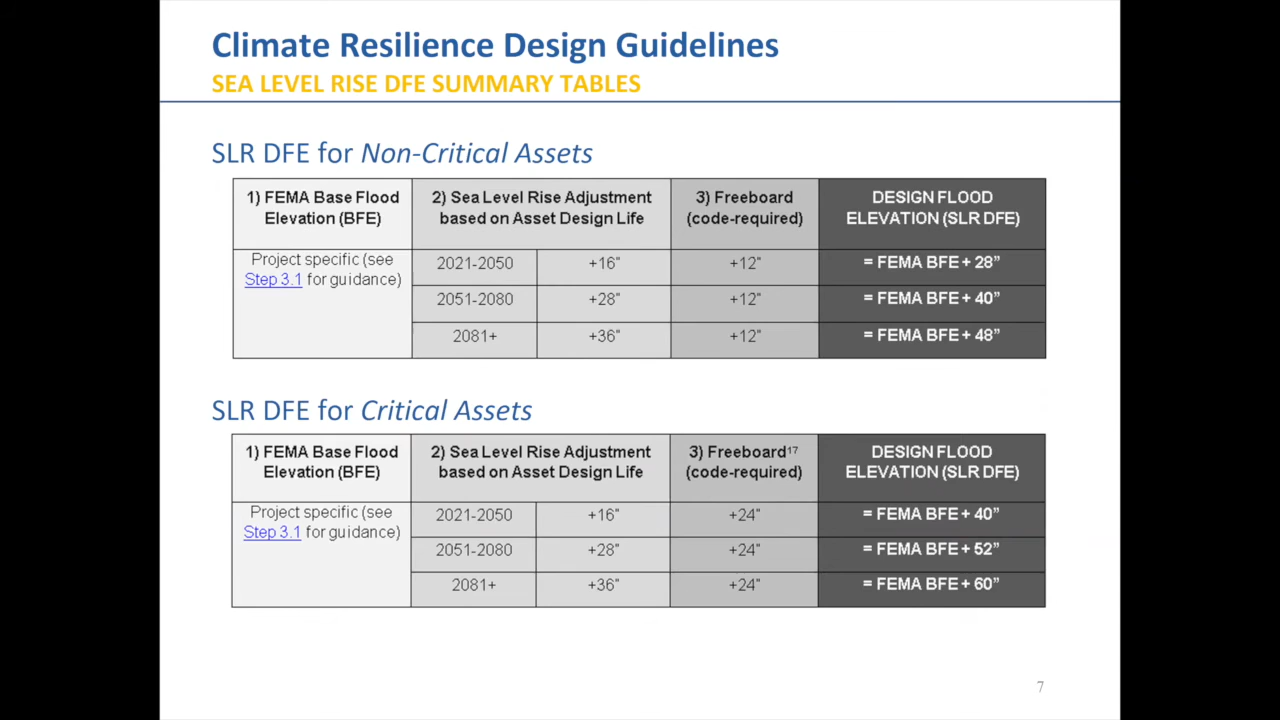 Climate Resilience Design Guidelines
SEA LEVEL RISE DFE SUMMARY TABLES
SLR DFE for Non-Critical Assets
1) FEMA Base Flood
Elevation (BFE)
2) Sea Level Rise Adjustment
based on Asset Design Life
3) Freeboard
(code-required)
DESIGN FLOOD
ELEVATION (SLR DFE)
Project specific (see
Step 3.1 for guidance)
2021-2050
+16"
+12"
= FEMA BFE + 28”
2051-2080
+28"
+12"
= FEMA BFE + 40”
2081+
+36"
+12"
= FEMA BFE + 48”
SLR DFE for Critical Assets
1) FEMA Base Flood
Elevation (BFE)
2) Sea Level Rise Adjustment
based on Asset Design Life
3) Freeboard¹⁷
(code-required)
DESIGN FLOOD
ELEVATION (SLR DFE)
Project specific (see
Step 3.1 for guidance)
2021-2050
+16"
+24"
= FEMA BFE + 40”
2051-2080
+28"
+24"
= FEMA BFE + 52”
2081+
+36"
+24"
= FEMA BFE + 60”
7